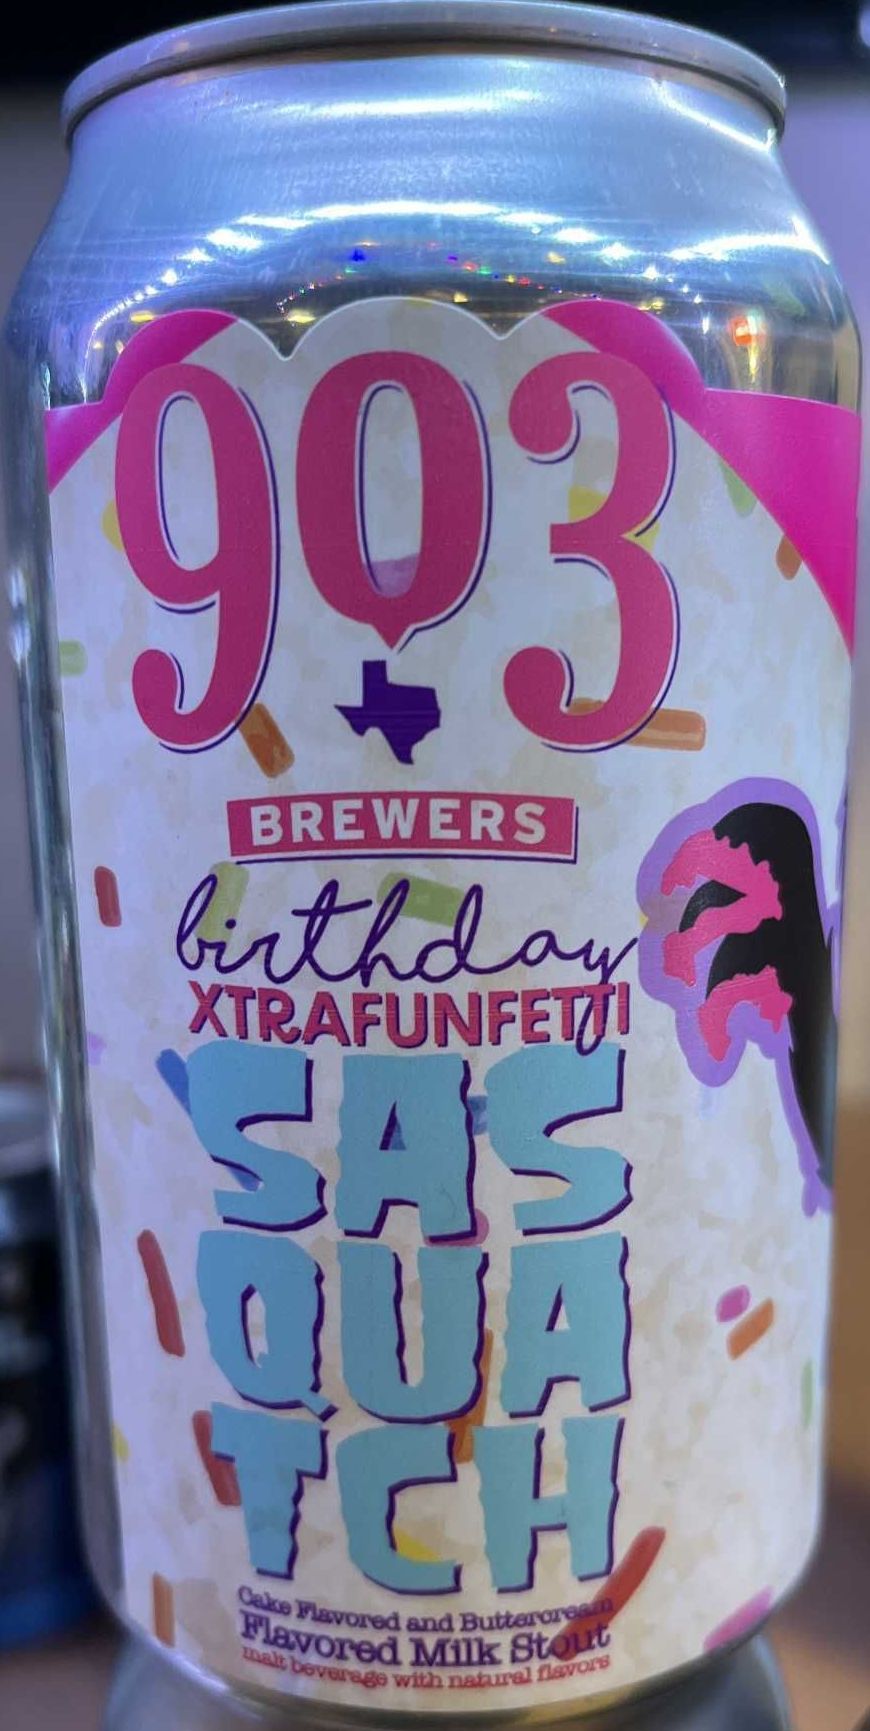 903
BREWERS
birthday
XTRAFUNFETTI
SAS
QUA
TCH
Cake Flavored and Buttercream
Flavored Milk Stout
malt beverage with natural flavors